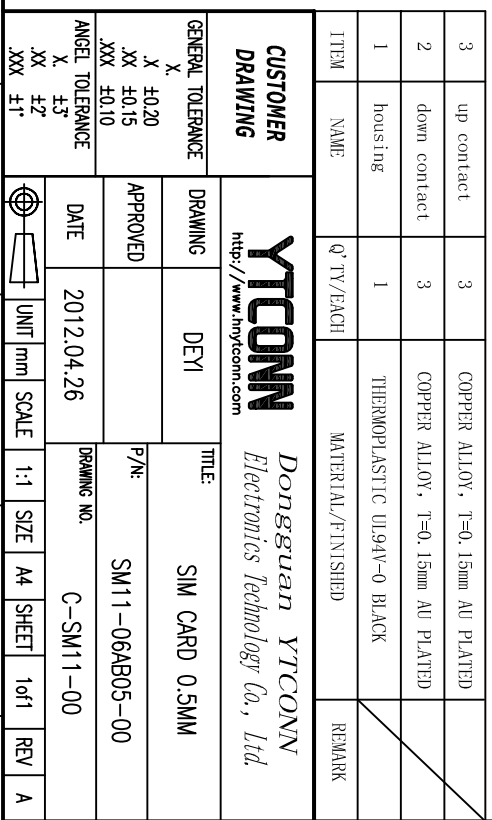 3 up contact 3 COPPER ALLOY, T=0.15mm AU PLATED
2 down contact 3 COPPER ALLOY, T=0.15mm AU PLATED
1 housing 1 THERMOPLASTIC UL94V-0 BLACK
ITEM NAME Q'TY/EACH MATERIAL/FINISHED REMARK
CUSTOMER
DRAWING
YTCONN
http://www.hnytconn.com
Dongguan YTCONN
Electronics Technology Co., Ltd.
GENERAL TOLERANCE
X.
.X ±0.20
.XX ±0.15
.XXX ±0.10
ANGEL TOLERANCE
X. ±3°
.XX ±2°
.XXX ±1°
DRAWING DEYI
APPROVED
DATE 2012.04.26
TITLE:
SIM CARD 0.5MM
P/N:
SM11-06AB05-00
DRAWING NO.
C-SM11-00
UNIT mm SCALE 1:1 SIZE A4 SHEET 1of1 REV A